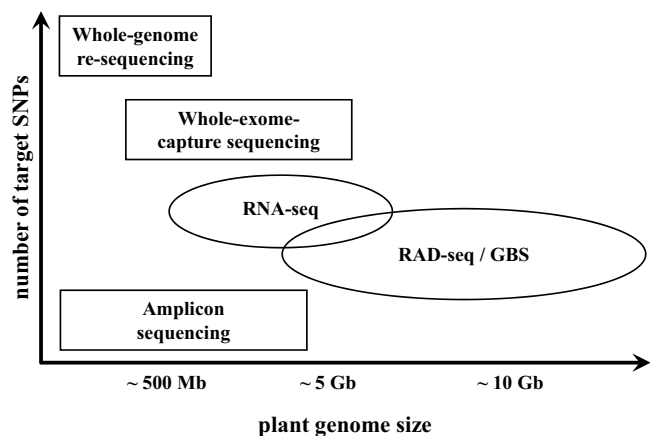 Whole-genome
re-sequencing
Whole-exome-
capture sequencing
RNA-seq
RAD-seq / GBS
Amplicon
sequencing
number of target SNPs
~ 500 Mb
~ 5 Gb
~ 10 Gb
plant genome size